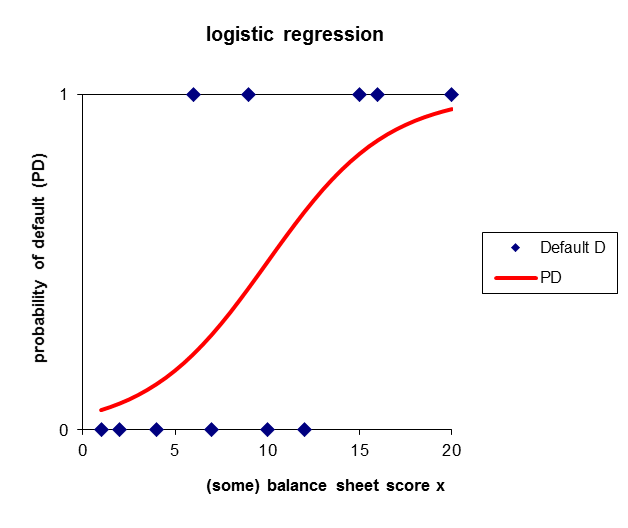 logistic regression
1
0
0
5
10
15
20
probability of default (PD)
(some) balance sheet score x
Default D
PD